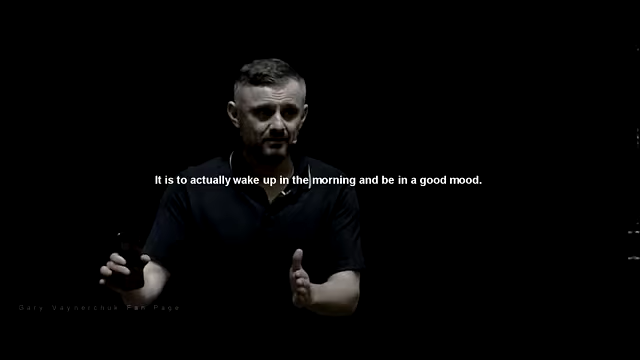 It is to actually wake up in the morning and be in a good mood.
Gary Vaynerchuk Fan Page